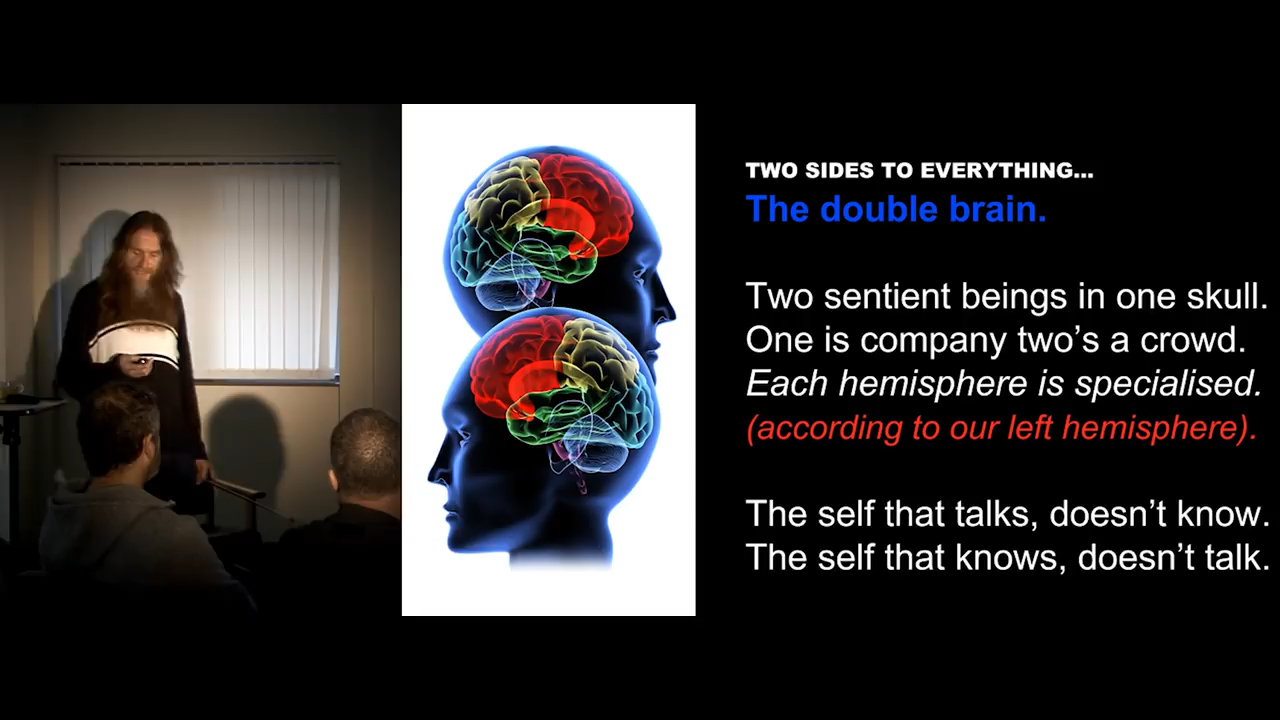 TWO SIDES TO EVERYTHING...
The double brain.
Two sentient beings in one skull.
One is company two’s a crowd.
Each hemisphere is specialised.
(according to our left hemisphere).
The self that talks, doesn’t know.
The self that knows, doesn’t talk.